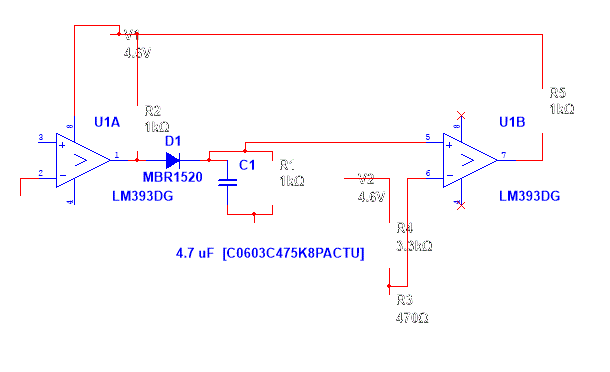 V1
4.6V
U1A
8
3
+
2
−
1
4
LM393DG
R2
1kΩ
D1
MBR1520
C1
R1
1kΩ
4.7 uF [C0603C475K8PACTU]
V2
4.6V
R4
3.3kΩ
R3
470Ω
U1B
8
5
+
6
−
7
4
LM393DG
R5
1kΩ